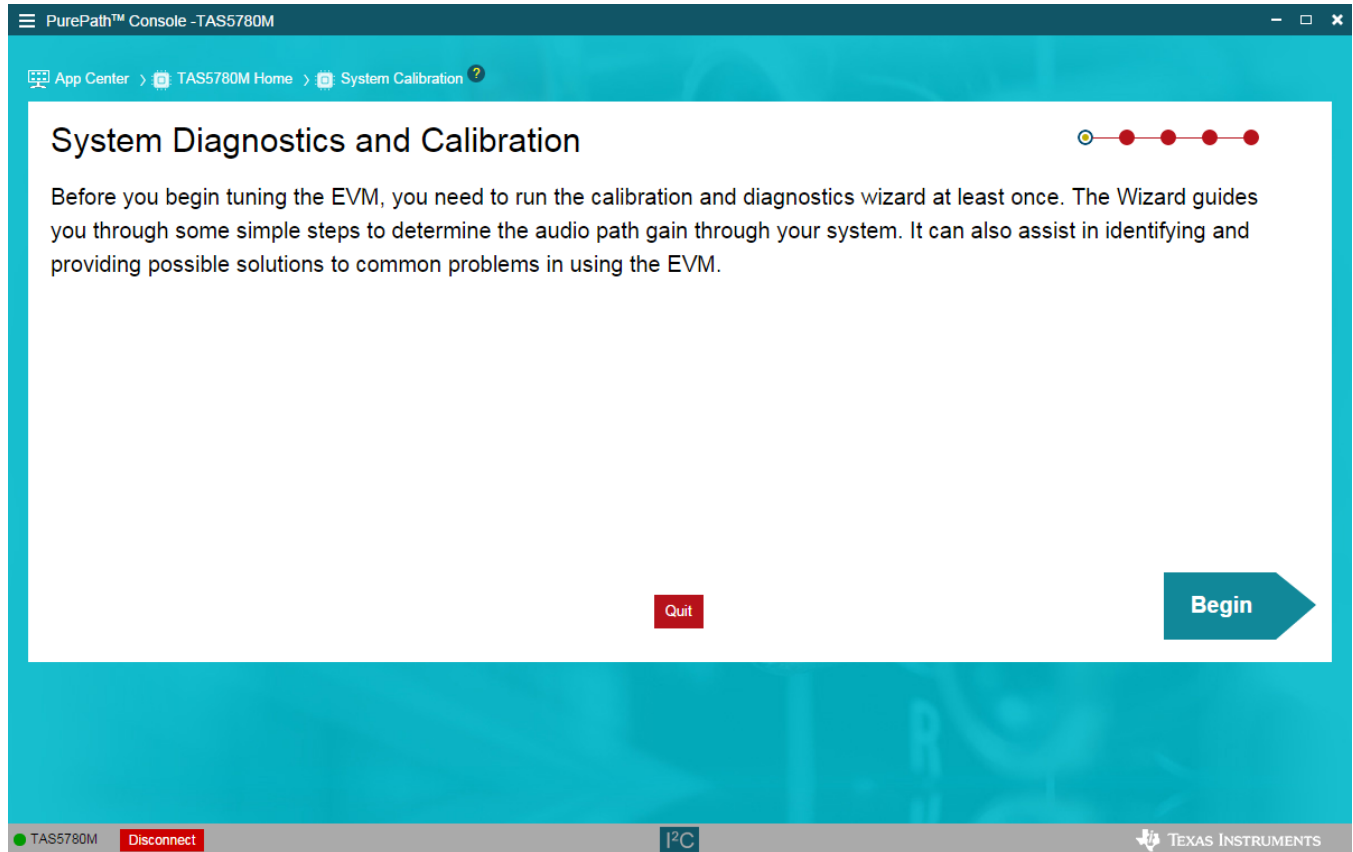 PurePath™ Console -TAS5780M
App Center > TAS5780M Home > System Calibration ?
System Diagnostics and Calibration
Before you begin tuning the EVM, you need to run the calibration and diagnostics wizard at least once. The Wizard guides
you through some simple steps to determine the audio path gain through your system. It can also assist in identifying and
providing possible solutions to common problems in using the EVM.
Quit
Begin
R
TAS5780M Disconnect I²C TEXAS INSTRUMENTS